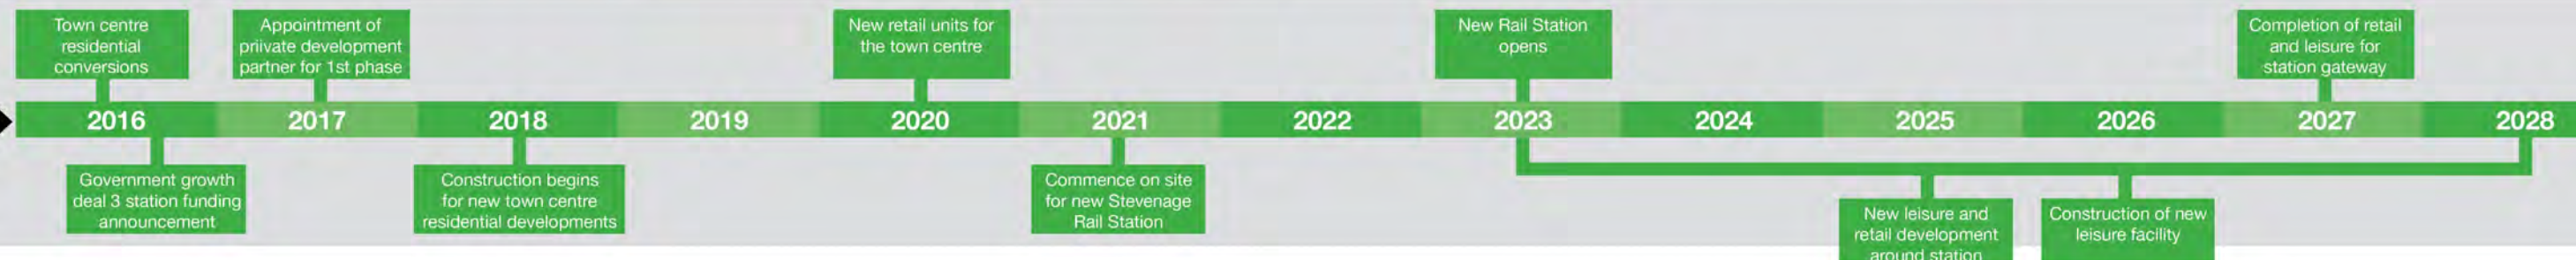 Town centre
residential
conversions
Appointment of
priivate development
partner for 1st phase
New retail units for
the town centre
New Rail Station
opens
Completion of retail
and leisure for
station gateway
2016 2017 2018 2019 2020 2021 2022 2023 2024 2025 2026 2027 2028
Government growth
deal 3 station funding
announcement
Construction begins
for new town centre
residential developments
Commence on site
for new Stevenage
Rail Station
New leisure and
retail development
around station
Construction of new
leisure facility